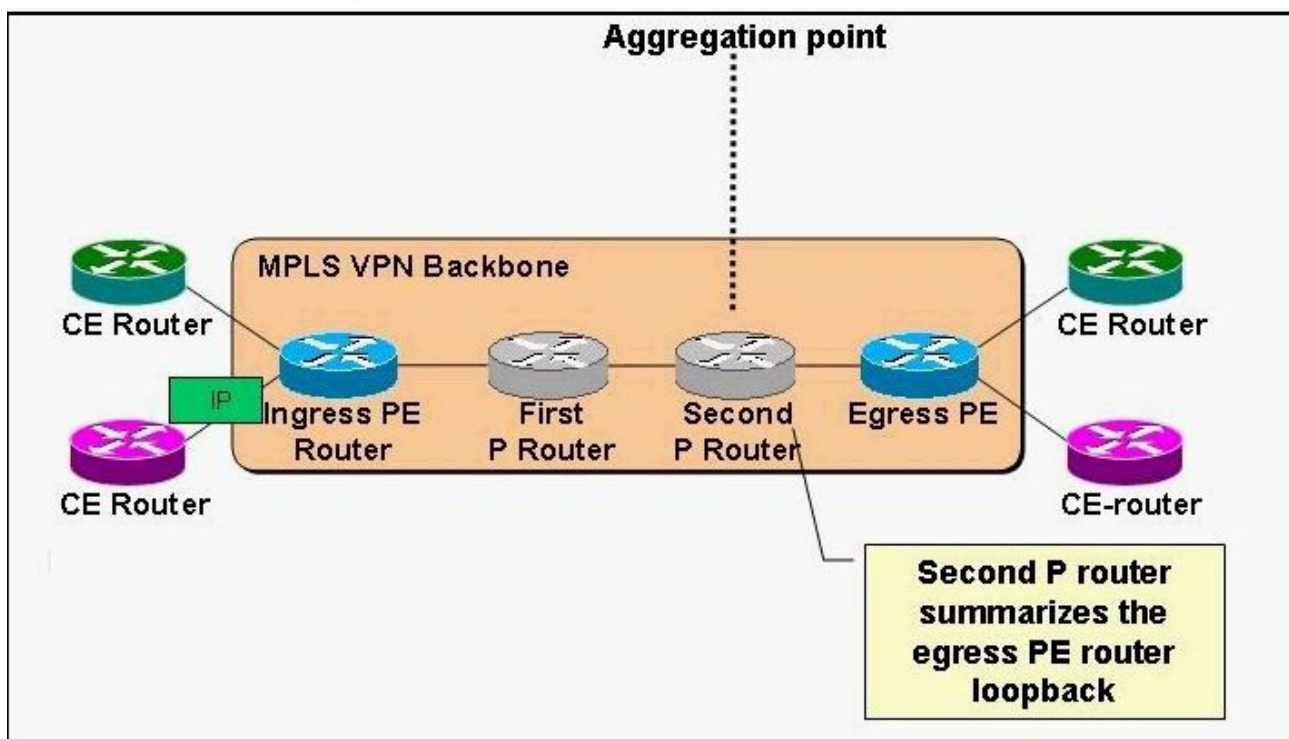 Aggregation point
MPLS VPN Backbone
CE Router
CE Router
IP
Ingress PE
Router
First
P Router
Second
P Router
Egress PE
CE Router
CE-router
Second P router
summarizes the
egress PE router
loopback